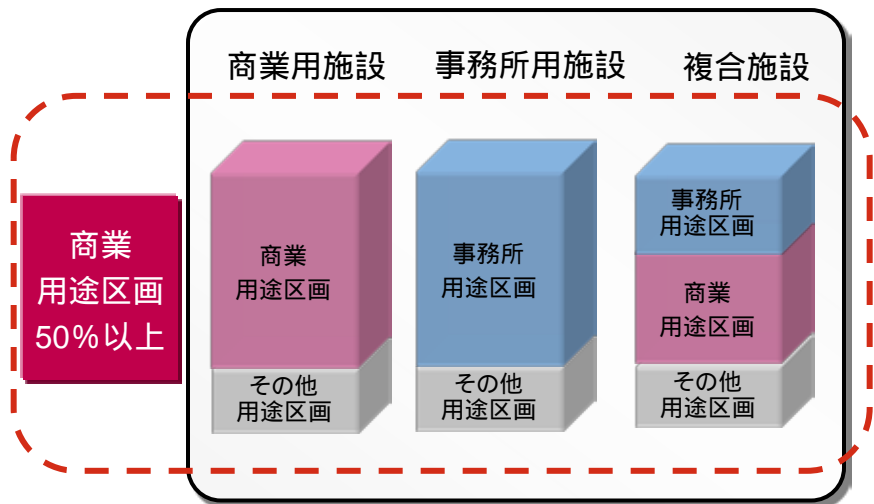 商業用施設
事務所用施設
複合施設
商業
用途区画
50%以上
商業
用途区画
その他
用途区画
事務所
用途区画
その他
用途区画
事務所
用途区画
商業
用途区画
その他
用途区画